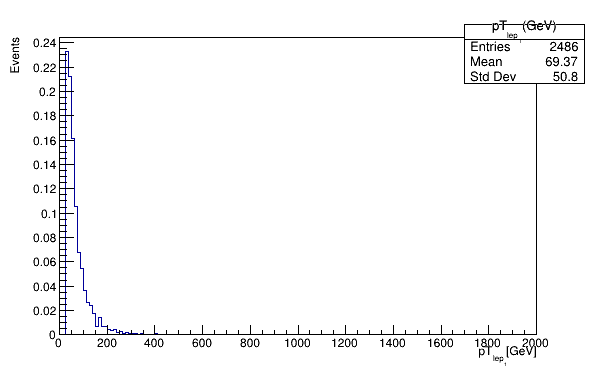 pT_lep_1 (GeV)
Entries 2486
Mean 69.37
Std Dev 50.8
Events
0.24
0.22
0.2
0.18
0.16
0.14
0.12
0.1
0.08
0.06
0.04
0.02
0
0 200 400 600 800 1000 1200 1400 1600 1800 2000
pT_lep_1 [GeV]